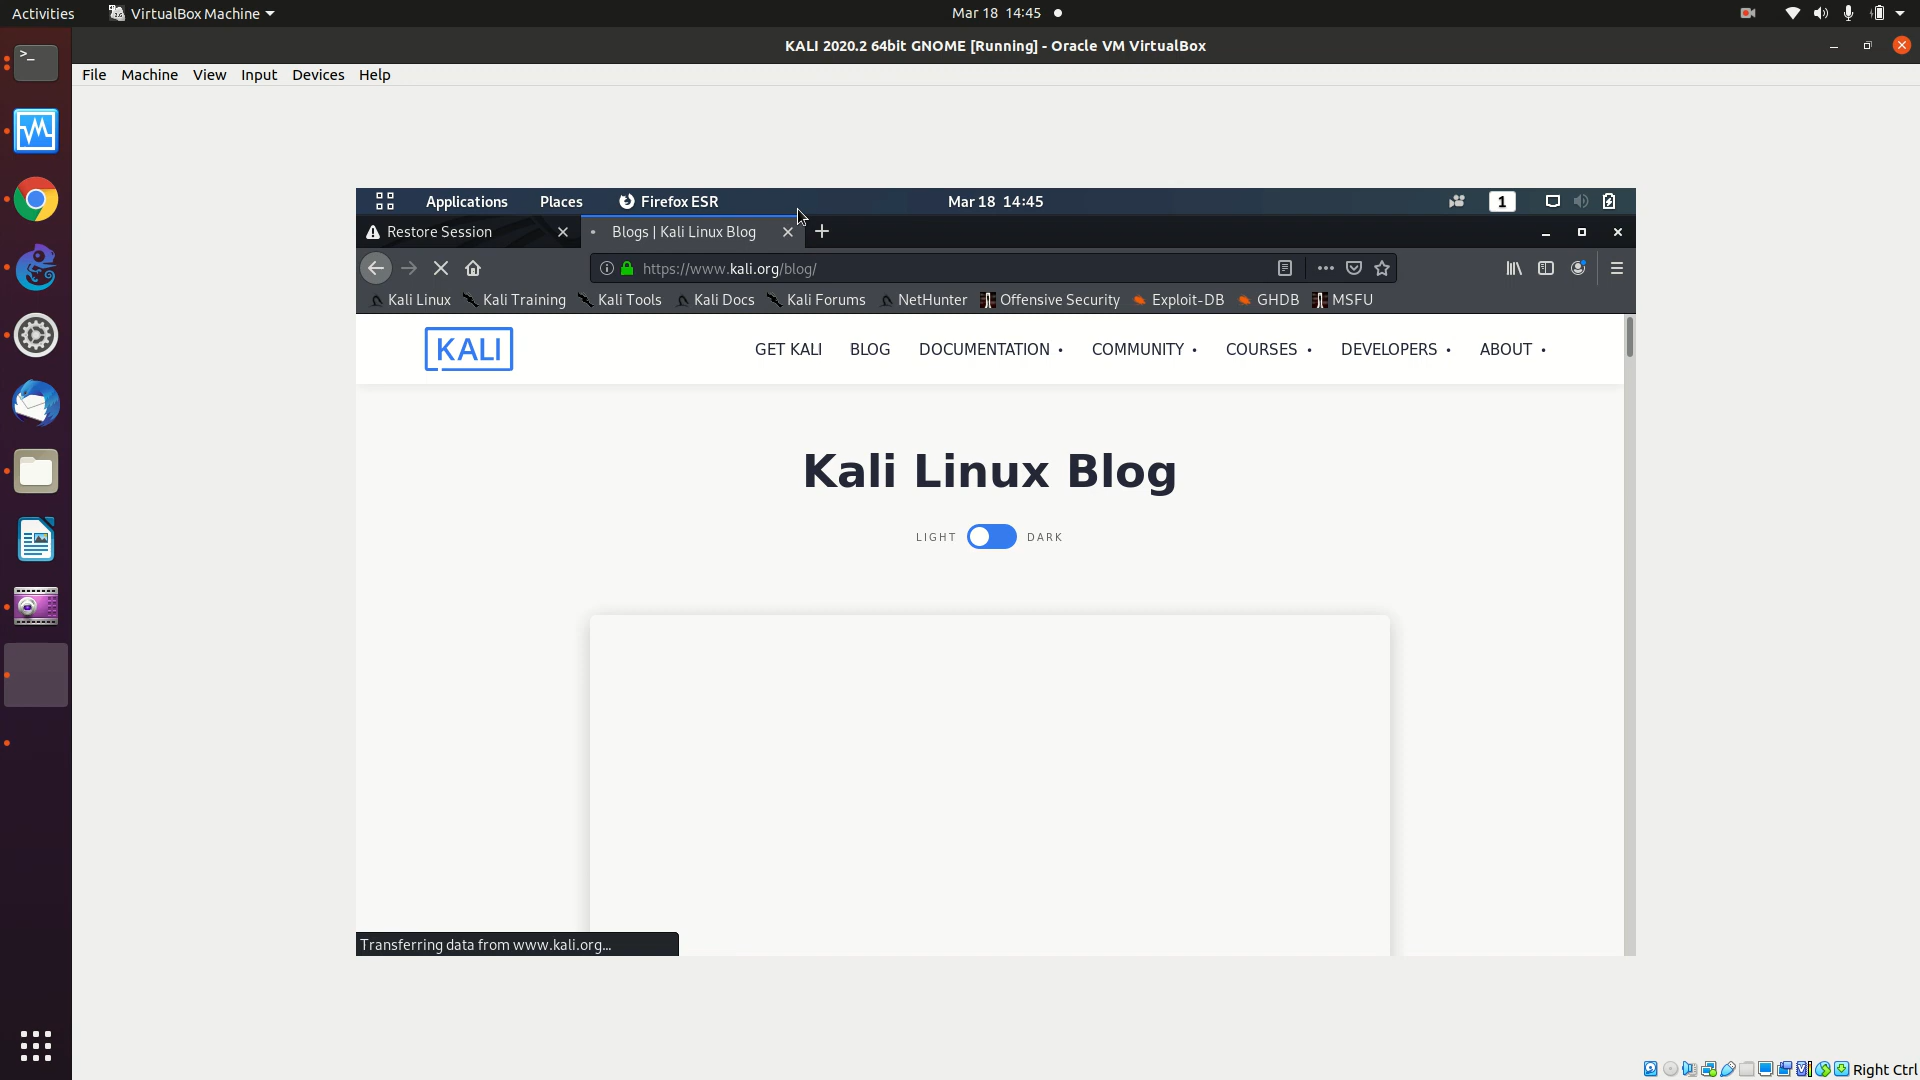 Activities VirtualBox Machine Mar 18 14:45
KALI 2020.2 64bit GNOME [Running] - Oracle VM VirtualBox
File Machine View Input Devices Help
Applications Places Firefox ESR Mar 18 14:45 1
Restore Session Blogs | Kali Linux Blog
https://www.kali.org/blog/
Kali Linux Kali Training Kali Tools Kali Docs Kali Forums NetHunter Offensive Security Exploit-DB GHDB MSFU
KALI GET KALI BLOG DOCUMENTATION • COMMUNITY • COURSES • DEVELOPERS • ABOUT •
Kali Linux Blog
LIGHT DARK
Transferring data from www.kali.org...
Right Ctrl